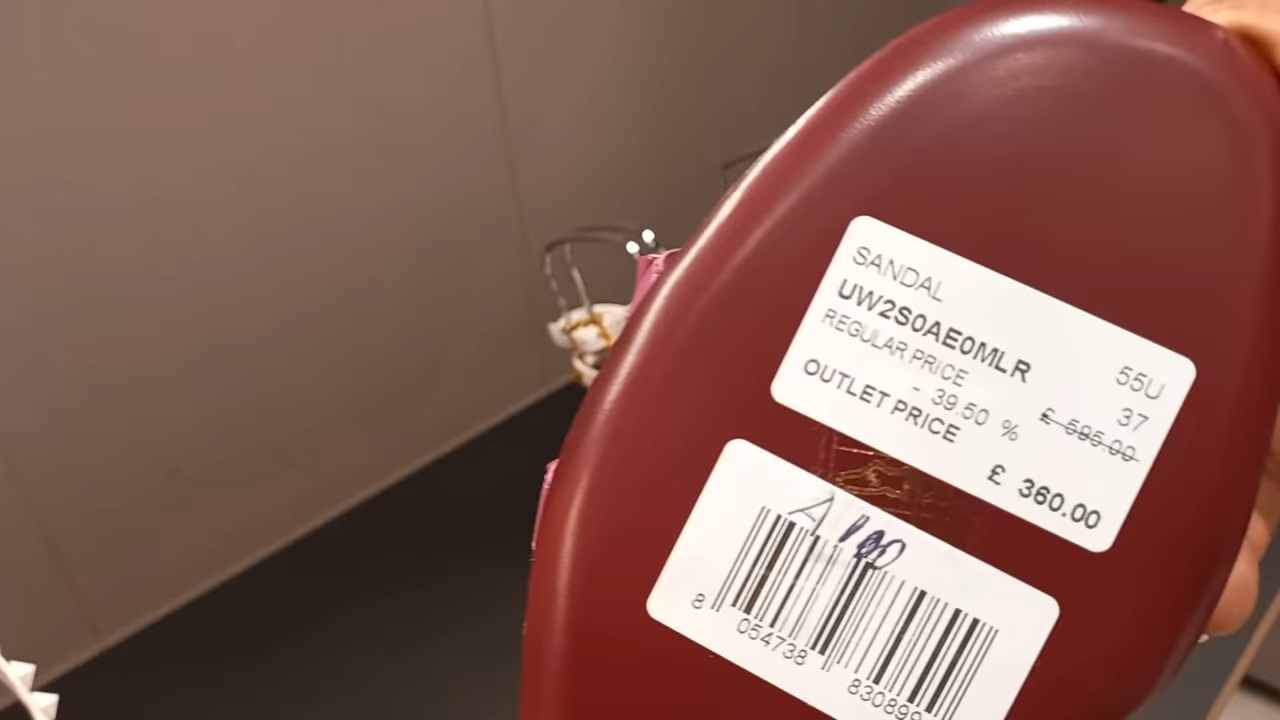 SANDAL
UW2S0AE0MLR 55U
REGULAR PRICE 37
- 39.50 % £ 595.00
OUTLET PRICE £ 360.00
8 054738 830899